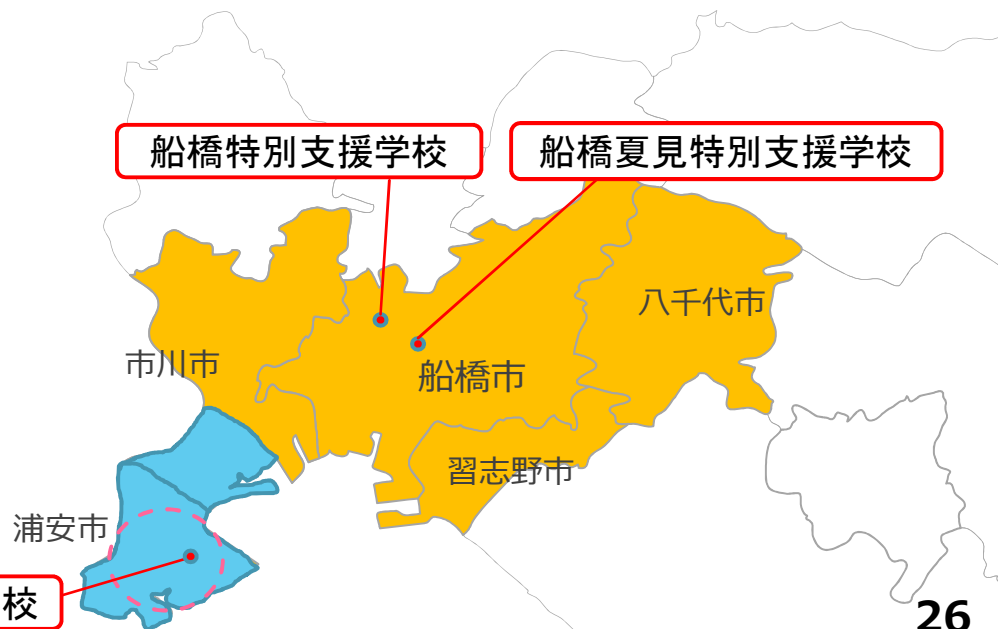 船橋特別支援学校
船橋夏見特別支援学校
八千代市
市川市
船橋市
習志野市
浦安市
校
26